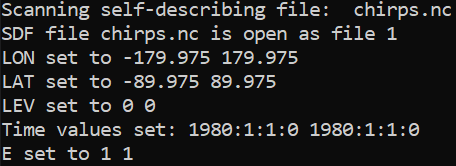 Scanning self-describing file:  chirps.nc
SDF file chirps.nc is open as file 1
LON set to -179.975 179.975
LAT set to -89.975 89.975
LEV set to 0 0
Time values set: 1980:1:1:0 1980:1:1:0
E set to 1 1